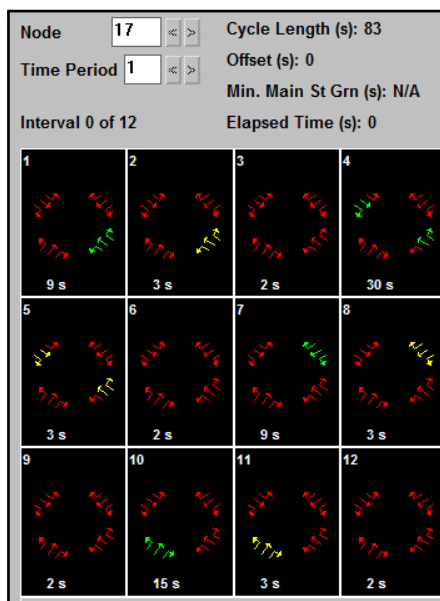 Node 17 < > Cycle Length (s): 83
Time Period 1 < > Offset (s): 0
Min. Main St Grn (s): N/A
Interval 0 of 12 Elapsed Time (s): 0
1 2 3 4
9 s 3 s 2 s 30 s
5 6 7 8
3 s 2 s 9 s 3 s
9 10 11 12
2 s 15 s 3 s 2 s